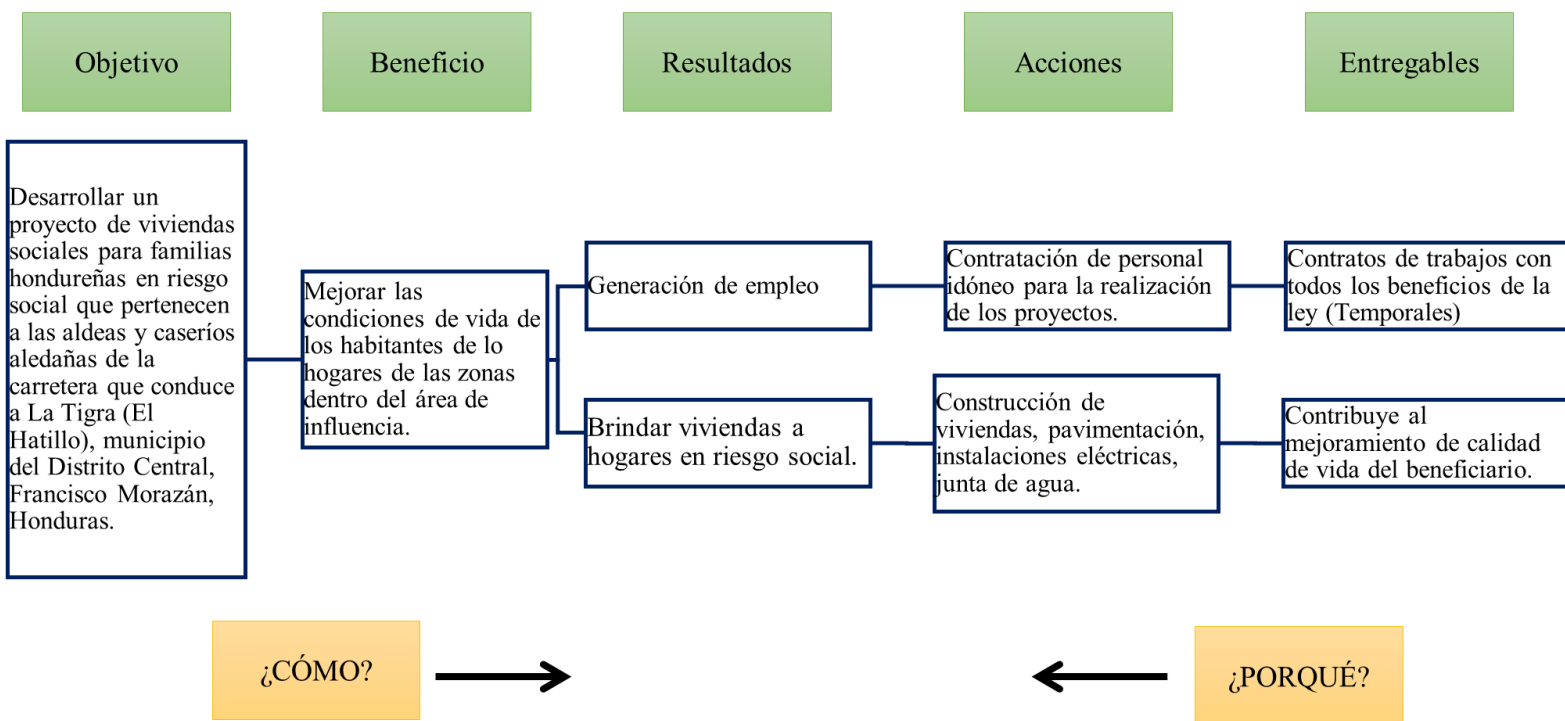 Objetivo
Beneficio
Resultados
Acciones
Entregables
Desarrollar un
proyecto de viviendas
sociales para familias
hondureñas en riesgo
social que pertenecen
a las aldeas y caseríos
aledañas de la
carretera que conduce
a La Tigra (El
Hatillo), municipio
del Distrito Central,
Francisco Morazán,
Honduras.
Mejorar las
condiciones de vida de
los habitantes de lo
hogares de las zonas
dentro del área de
influencia.
Generación de empleo
Contratación de personal
idóneo para la realización
de los proyectos.
Contratos de trabajos con
todos los beneficios de la
ley (Temporales)
Brindar viviendas a
hogares en riesgo social.
Construcción de
viviendas, pavimentación,
instalaciones eléctricas,
junta de agua.
Contribuye al
mejoramiento de calidad
de vida del beneficiario.
¿CÓMO?
¿PORQUÉ?